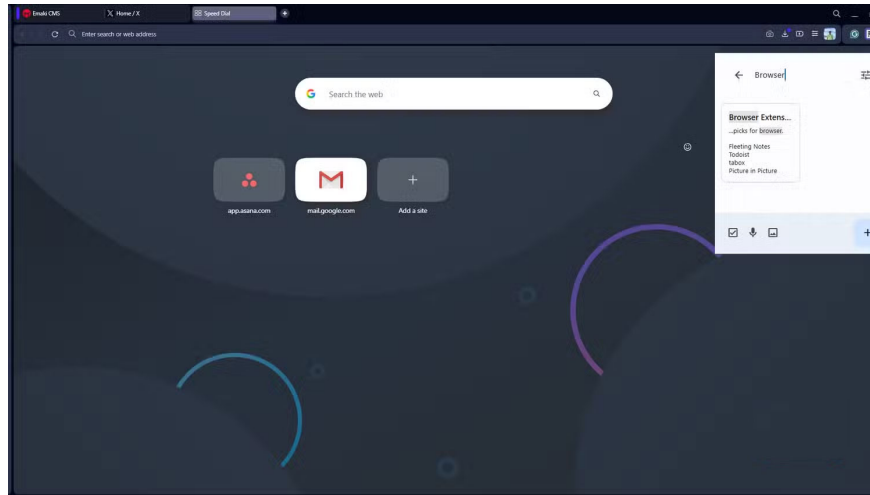 Emaki CMS
Home / X
Speed Dial
Enter search or web address
Search the web
app.asana.com
mail.google.com
Add a site
Browser
Browser Extens...
...picks for browser.
Fleeting Notes
Todoist
tabox
Picture in Picture